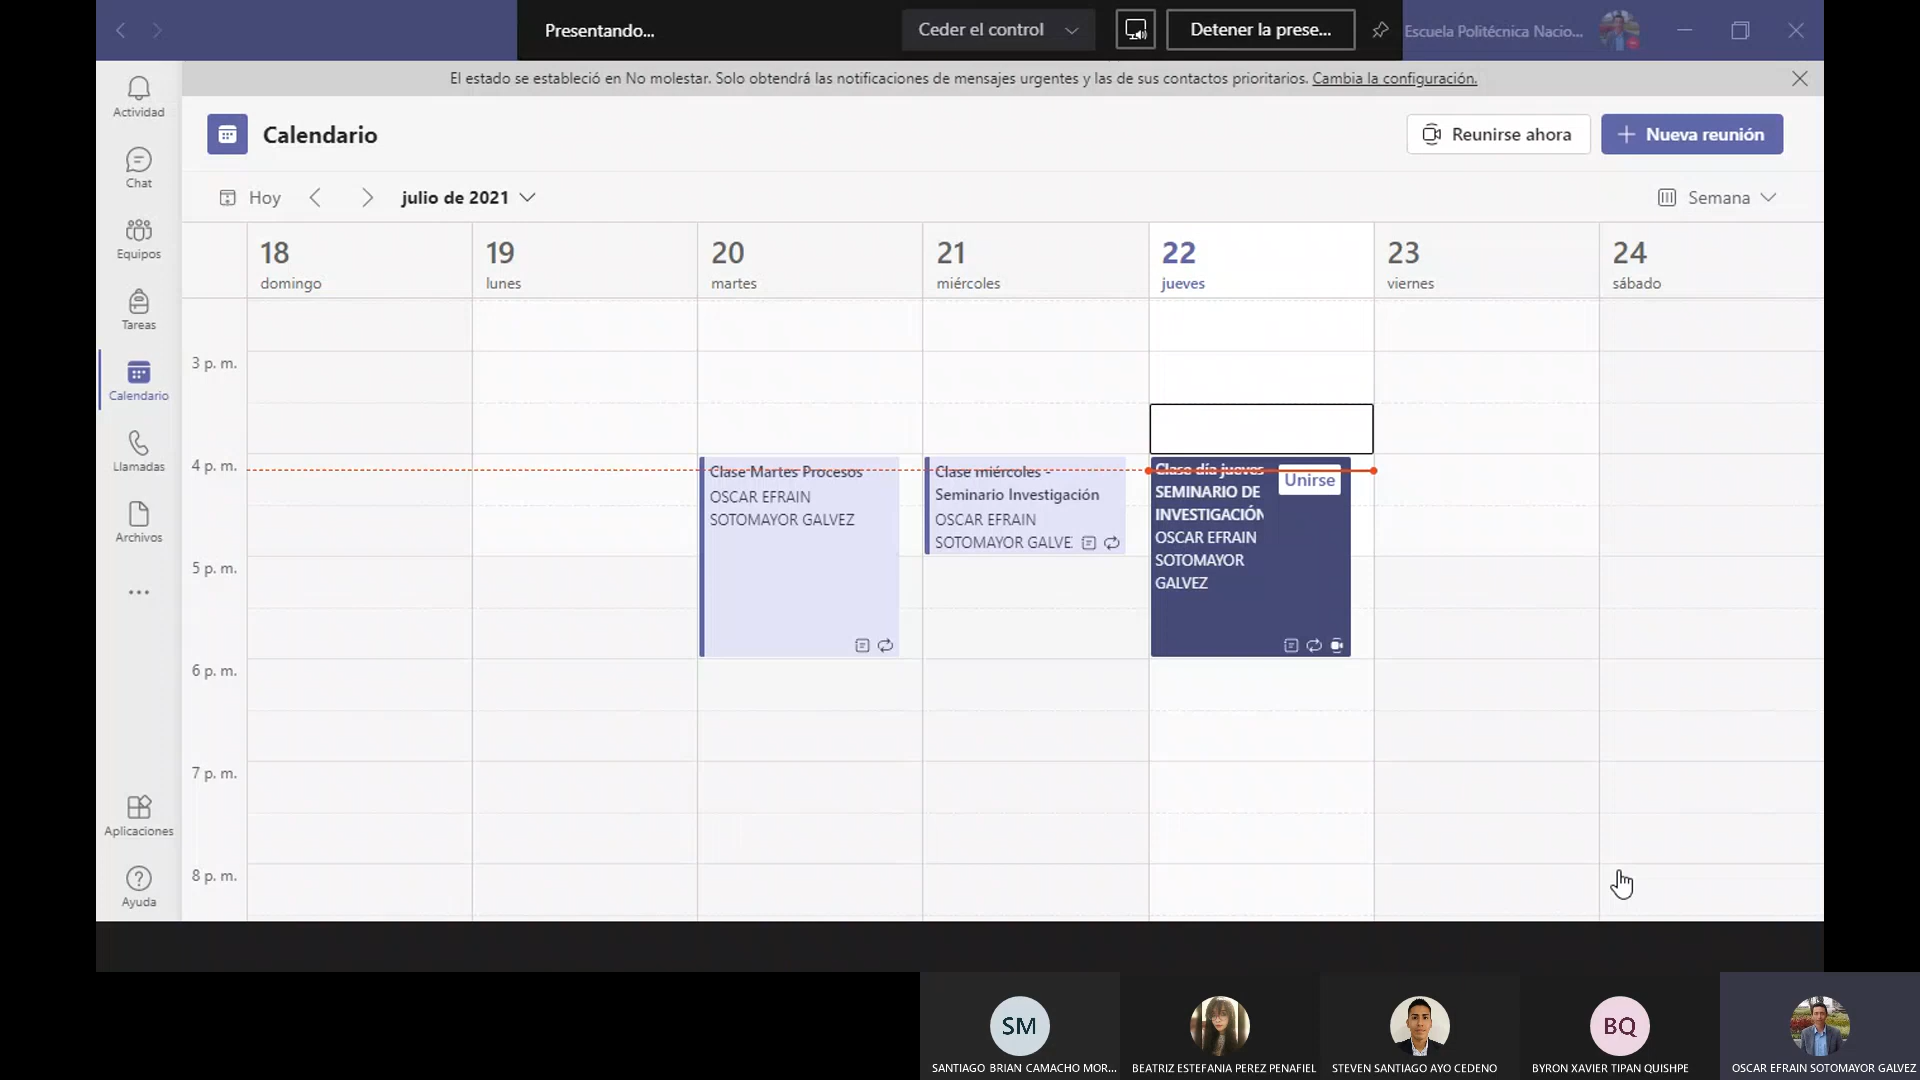 Presentando...
Ceder el control
Detener la prese...
Escuela Politécnica Nacio...
El estado se estableció en No molestar. Solo obtendrá las notificaciones de mensajes urgentes y las de sus contactos prioritarios. Cambia la configuración.
Actividad
Chat
Equipos
Tareas
Calendario
Llamadas
Archivos
Aplicaciones
Ayuda
Calendario
Reunirse ahora
Nueva reunión
Hoy
julio de 2021
Semana
18
domingo
19
lunes
20
martes
21
miércoles
22
jueves
23
viernes
24
sábado
3 p. m.
4 p. m.
5 p. m.
6 p. m.
7 p. m.
8 p. m.
Clase Martes Procesos
OSCAR EFRAIN
SOTOMAYOR GALVEZ
Clase miércoles -
Seminario Investigación
OSCAR EFRAIN
SOTOMAYOR GALVE
Clase día jueves
SEMINARIO DE
INVESTIGACIÓN
OSCAR EFRAIN
SOTOMAYOR
GALVEZ
Unirse
SM
BQ
SANTIAGO BRIAN CAMACHO MOR...
BEATRIZ ESTEFANIA PEREZ PENAFIEL
STEVEN SANTIAGO AYO CEDENO
BYRON XAVIER TIPAN QUISHPE
OSCAR EFRAIN SOTOMAYOR GALVEZ